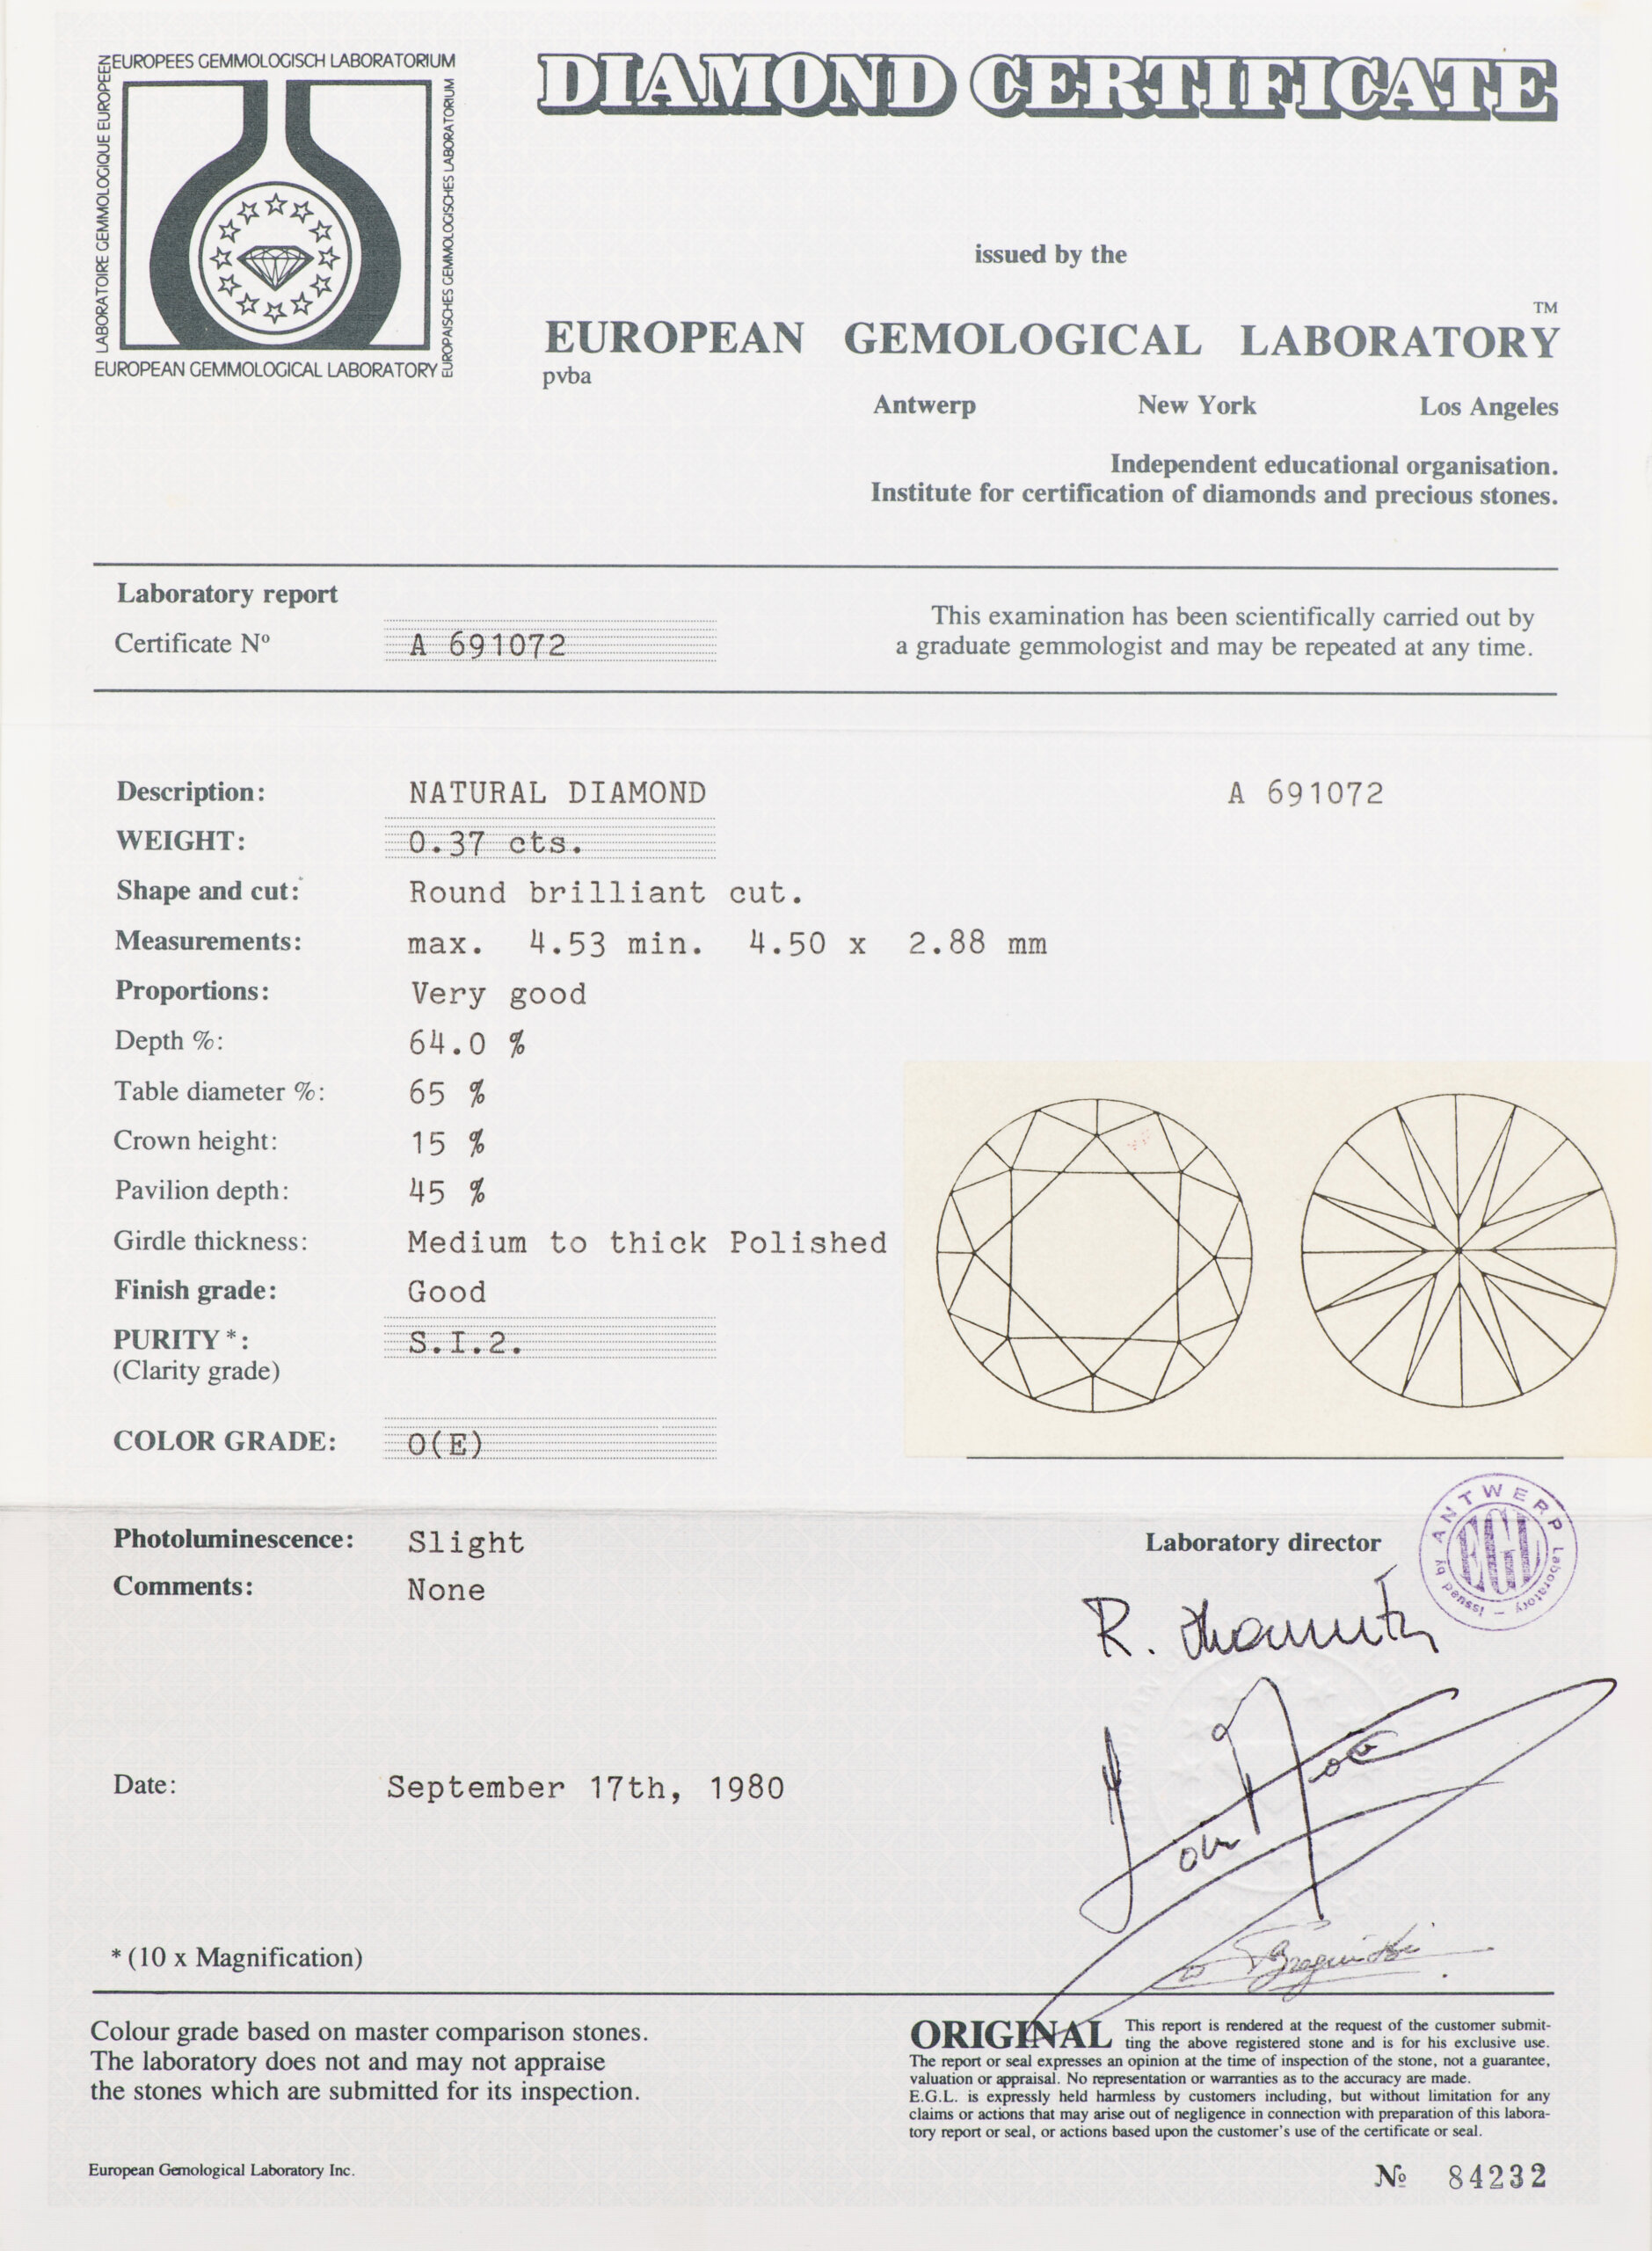 EUROPEES GEMMOLOGISCH LABORATORIUM
LABORATOIRE GEMMOLOGIQUE EUROPEEN
EUROPÄISCHES GEMMOLOGISCHES LABORATORIUM
EUROPEAN GEMMOLOGICAL LABORATORY
DIAMOND CERTIFICATE
issued by the
EUROPEAN GEMOLOGICAL LABORATORY ™
pvba
Antwerp New York Los Angeles
Independent educational organisation.
Institute for certification of diamonds and precious stones.
Laboratory report
Certificate Nº A 691072
This examination has been scientifically carried out by
a graduate gemmologist and may be repeated at any time.
Description: NATURAL DIAMOND A 691072
WEIGHT: 0.37 cts.
Shape and cut: Round brilliant cut.
Measurements: max. 4.53 min. 4.50 x 2.88 mm
Proportions: Very good
Depth %: 64.0 %
Table diameter %: 65 %
Crown height: 15 %
Pavilion depth: 45 %
Girdle thickness: Medium to thick Polished
Finish grade: Good
PURITY *: S.I.2.
(Clarity grade)
COLOR GRADE: O(E)
Photoluminescence: Slight
Comments: None
Laboratory director
ANTWERP
EGL
issued by – Laboratory
R.
Date: September 17th, 1980
* (10 x Magnification)
Colour grade based on master comparison stones.
The laboratory does not and may not appraise
the stones which are submitted for its inspection.
European Gemological Laboratory Inc.
ORIGINAL This report is rendered at the request of the customer submit-
ting the above registered stone and is for his exclusive use.
The report or seal expresses an opinion at the time of inspection of the stone, not a guarantee,
valuation or appraisal. No representation or warranties as to the accuracy are made.
E.G.L. is expressly held harmless by customers including, but without limitation for any
claims or actions that may arise out of negligence in connection with preparation of this labora-
tory report or seal, or actions based upon the customer's use of the certificate or seal.
№ 84232